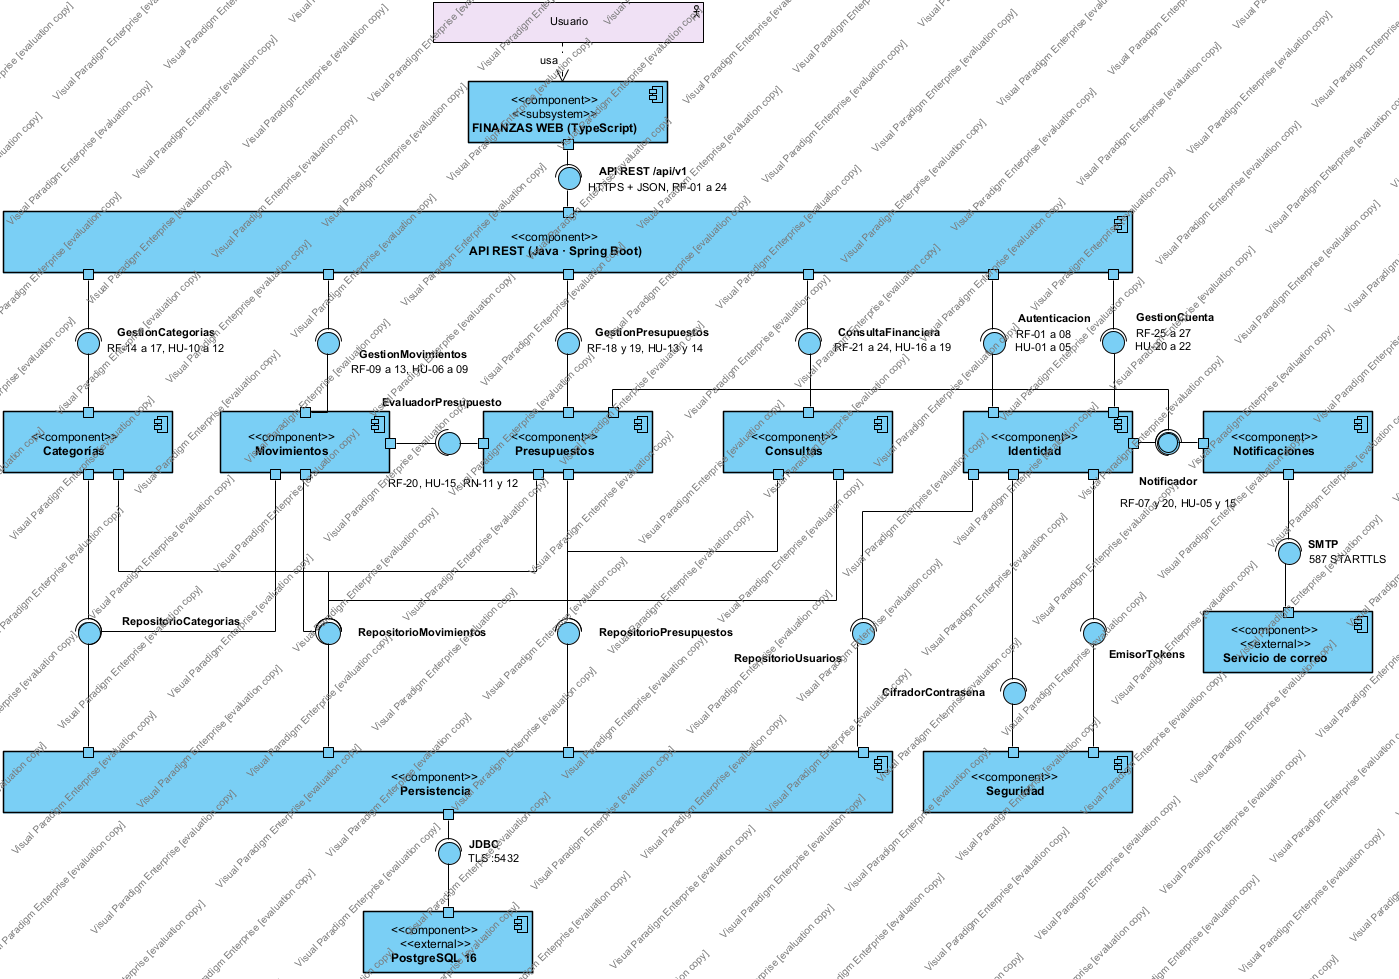 Usuario
usa
<<component>>
<<subsystem>>
FINANZAS WEB (TypeScript)
API REST /api/v1
HTTPS + JSON, RF-01 a 24
<<component>>
API REST (Java · Spring Boot)
GestionCategorias
RF-14 a 17, HU-10 a 12
GestionMovimientos
RF-09 a 13, HU-06 a 09
GestionPresupuestos
RF-18 y 19, HU-13 y 14
ConsultaFinanciera
RF-21 a 24, HU-16 a 19
Autenticacion
RF-01 a 08
HU-01 a 05
GestionCuenta
RF-25 a 27
HU-20 a 22
EvaluadorPresupuesto
RF-20, HU-15, RN-11 y 12
<<component>>
Categorías
<<component>>
Movimientos
<<component>>
Presupuestos
<<component>>
Consultas
<<component>>
Identidad
<<component>>
Notificaciones
Notificador
RF-07 y 20, HU-05 y 15
SMTP
587 STARTTLS
RepositorioCategorias
RepositorioMovimientos
RepositorioPresupuestos
RepositorioUsuarios
CifradorContrasena
EmisorTokens
<<component>>
<<external>>
Servicio de correo
<<component>>
Persistencia
<<component>>
Seguridad
JDBC
TLS :5432
<<component>>
<<external>>
PostgreSQL 16
Visual Paradigm Enterprise [evaluation copy]